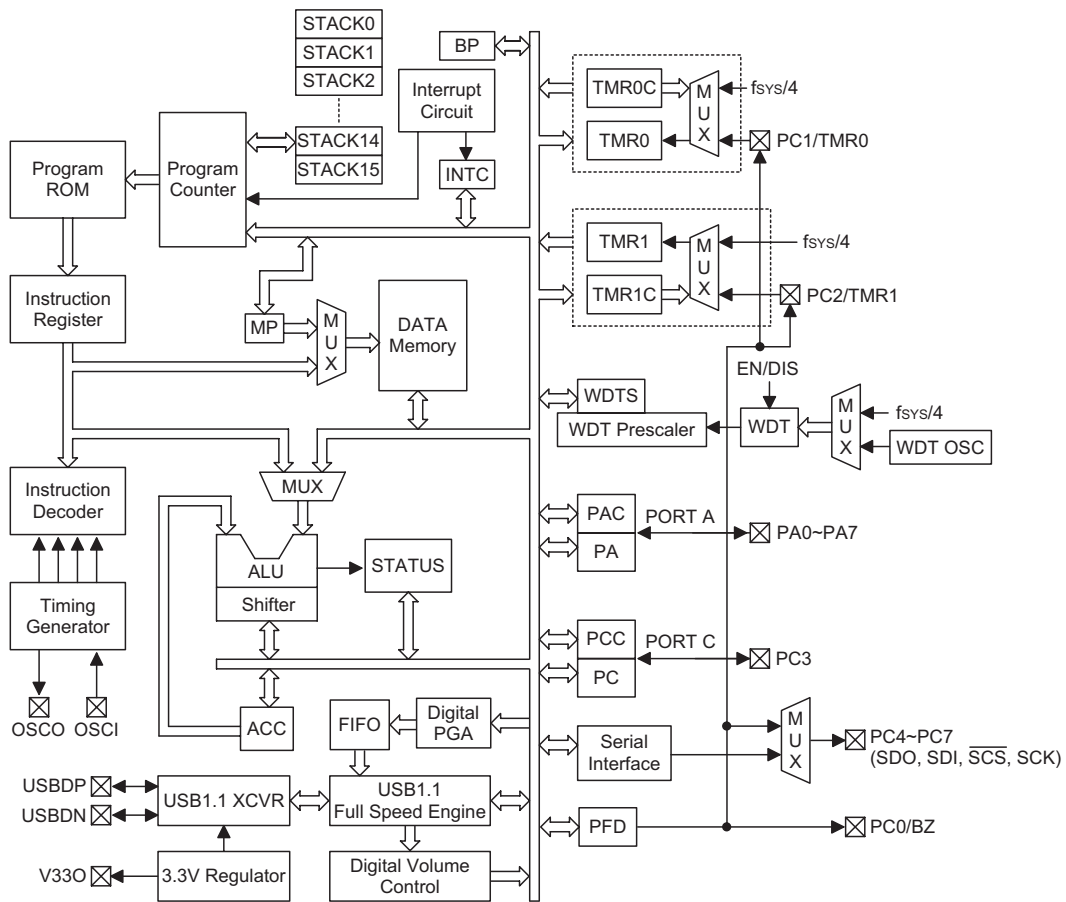 STACK0
STACK1
STACK2
STACK14
STACK15
BP
Interrupt
Circuit
INTC
Program
ROM
Program
Counter
Instruction
Register
MP
M
U
X
DATA
Memory
Instruction
Decoder
MUX
ALU
Shifter
STATUS
Timing
Generator
OSCO
OSCI
ACC
FIFO
Digital
PGA
USBDP
USBDN
USB1.1 XCVR
USB1.1
Full Speed Engine
V33O
3.3V Regulator
Digital Volume
Control
TMR0C
TMR0
M
U
X
fSYS/4
PC1/TMR0
TMR1
TMR1C
M
U
X
fSYS/4
PC2/TMR1
EN/DIS
WDTS
WDT Prescaler
WDT
M
U
X
fSYS/4
WDT OSC
PAC
PA
PORT A
PA0~PA7
PCC
PC
PORT C
PC3
Serial
Interface
M
U
X
PC4~PC7
(SDO, SDI, S̅C̅S̅, SCK)
PFD
PC0/BZ